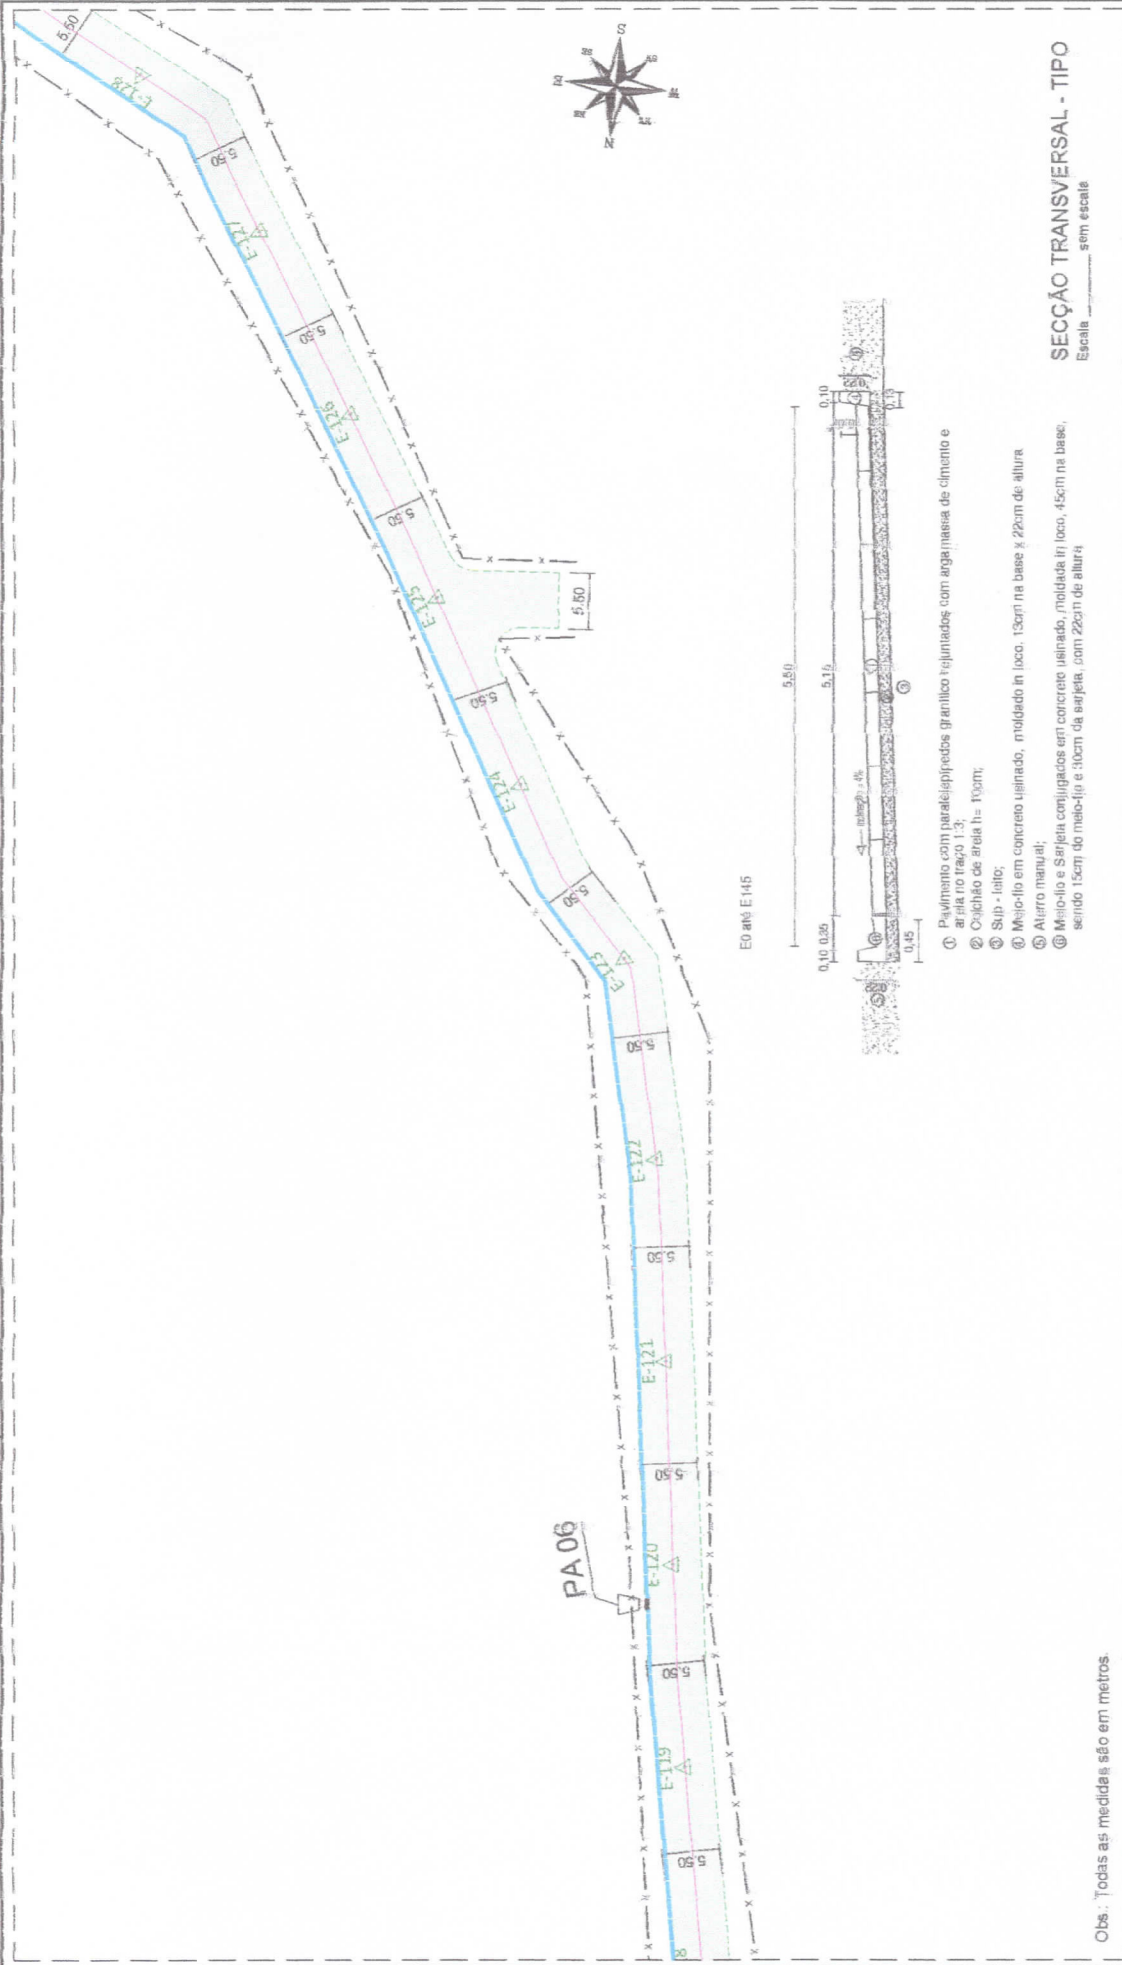 5.50
E-128
5.50
E-127
5.50
E-126
5.50
E-125
5,50
5.50
E-124
5.50
E-123
5.50
E-122
5.50
E-121
5.50
E-120
PA 06
5.50
E-119
5.50
8
N
S
E0 até E145
5,50
0,10 0,35
5,15
0,10
inclinação = 4%
0,45
0,13
① Pavimento com paralelepípedos granítico rejuntados com argamassa de cimento e
areia no traço 1:3;
② Colchão de areia h= 10cm;
③ Sub - leito;
④ Meio-fio em concreto usinado, moldado in loco, 13cm na base x 22cm de altura
⑤ Aterro manual;
⑥ Meio-fio e Sarjeta conjugados em concreto usinado, moldada in loco, 45cm na base,
sendo 15cm do meio-fio e 30cm da sarjeta, com 22cm de altura
SECÇÃO TRANSVERSAL - TIPO
Escala ______ sem escala
Obs.: Todas as medidas são em metros.